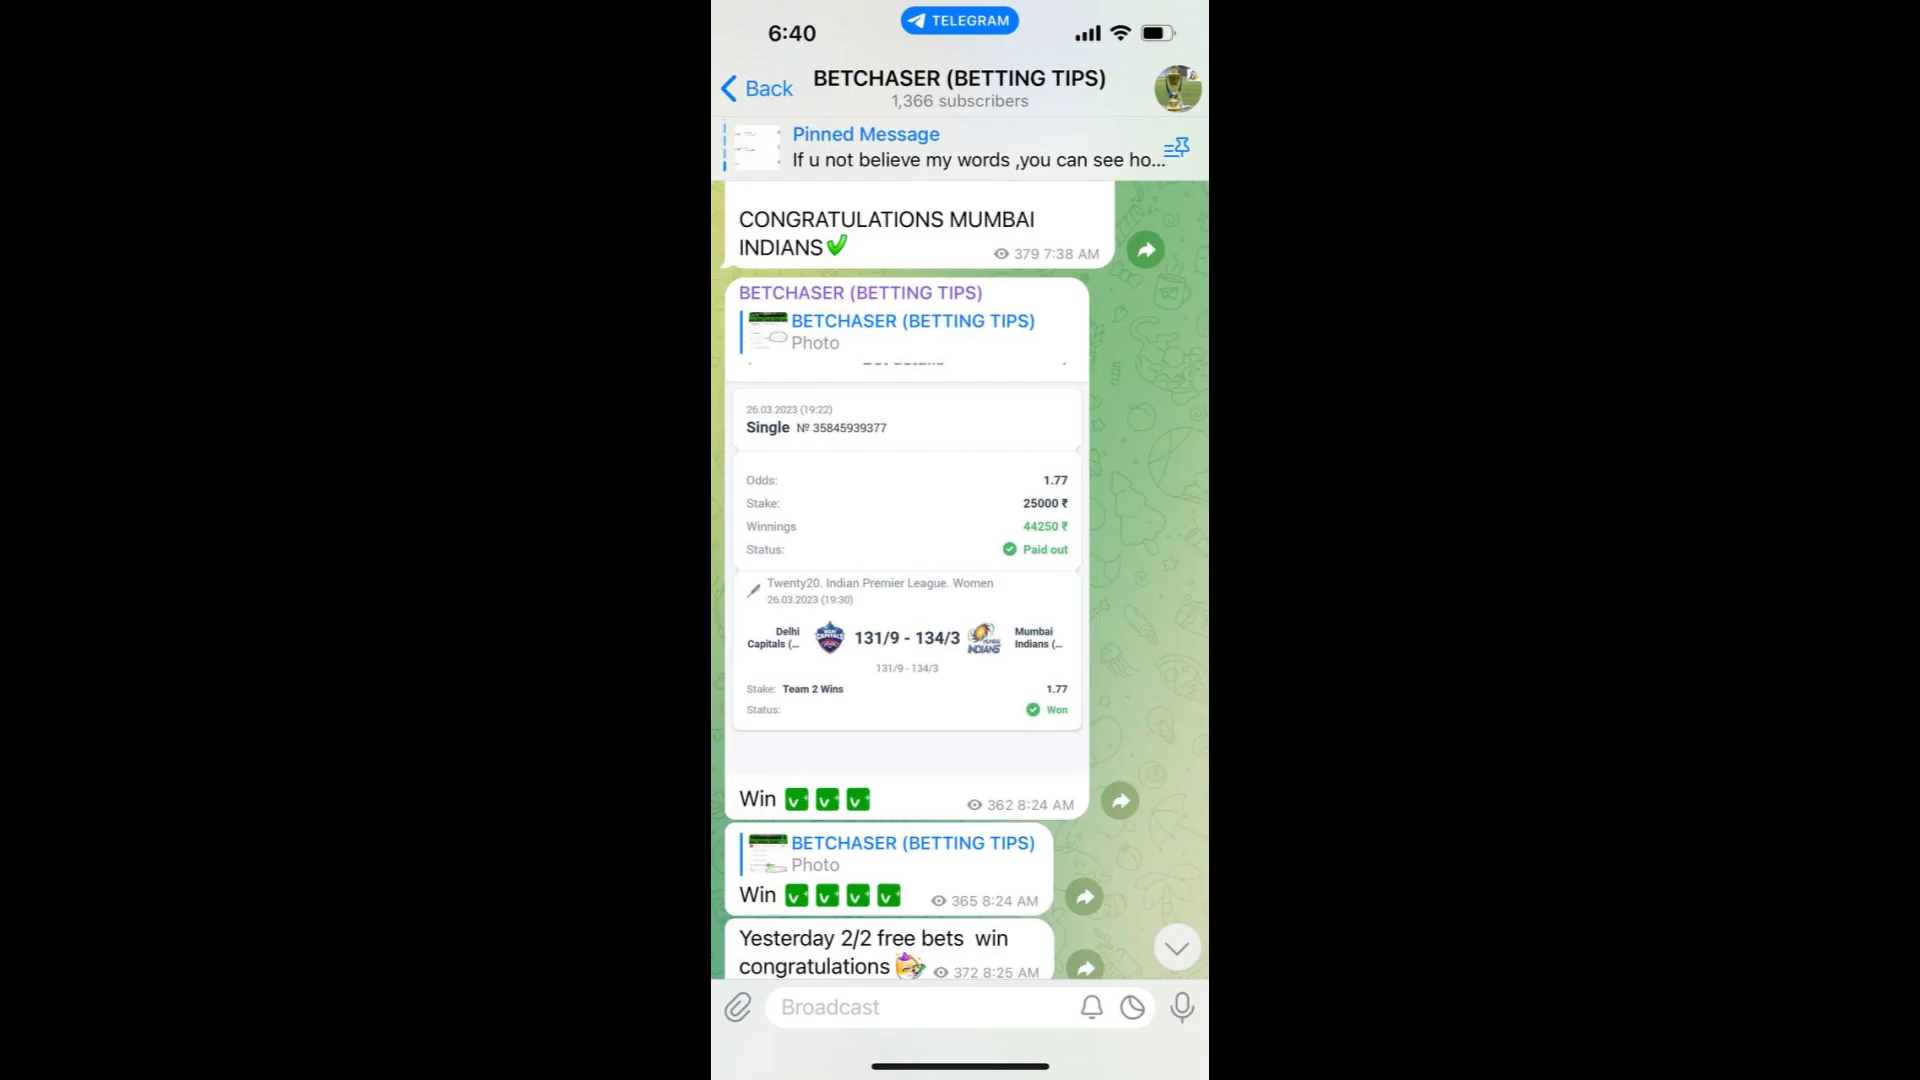 6:40
TELEGRAM
Back
BETCHASER (BETTING TIPS)
1,366 subscribers
Pinned Message
If u not believe my words ,you can see ho...
CONGRATULATIONS MUMBAI
INDIANS✔
379 7:38 AM
BETCHASER (BETTING TIPS)
BETCHASER (BETTING TIPS)
Photo
26.03.2023 (19:22)
Single № 35845939377
Odds: 1.77
Stake: 25000 ₹
Winnings 44250 ₹
Status: Paid out
Twenty20. Indian Premier League. Women
26.03.2023 (19:30)
Delhi
Capitals (...
131/9 - 134/3
Mumbai
Indians (...
131/9 - 134/3
Stake: Team 2 Wins 1.77
Status: Won
Win ✅ ✅ ✅
362 8:24 AM
BETCHASER (BETTING TIPS)
Photo
Win ✅ ✅ ✅ ✅
365 8:24 AM
Yesterday 2/2 free bets win
congratulations 🥳
372 8:25 AM
Broadcast